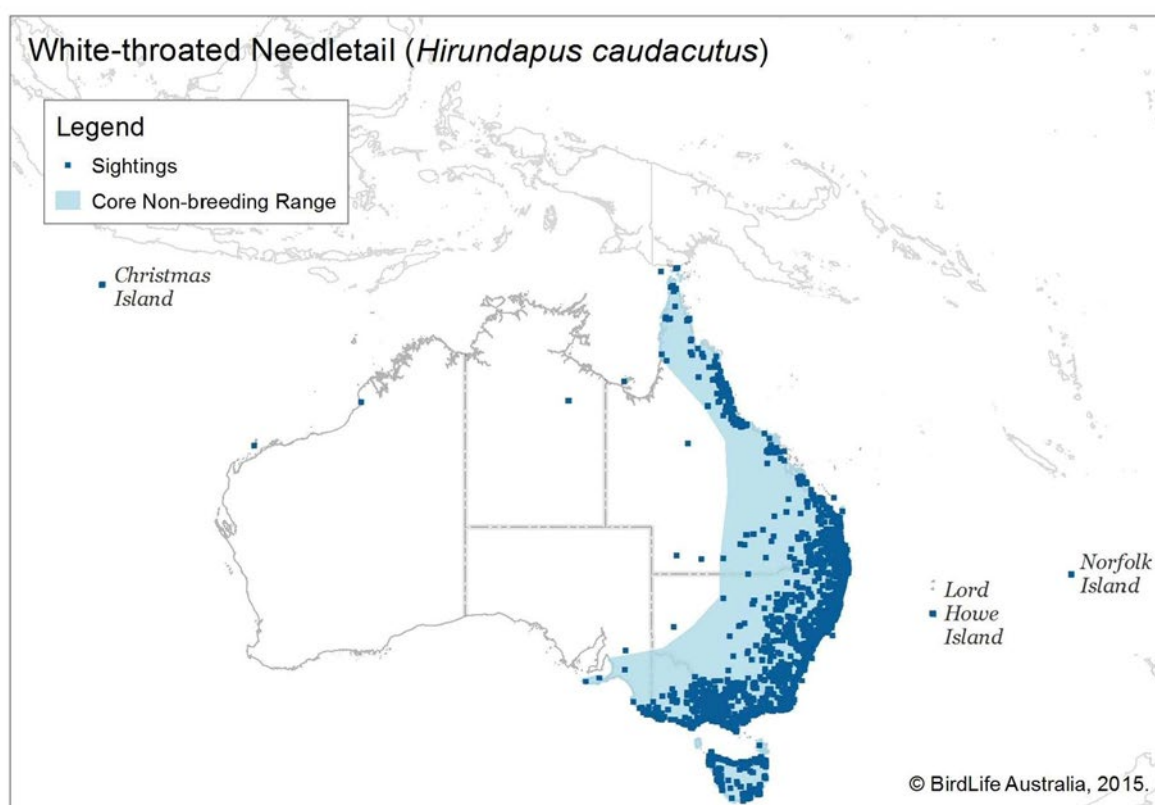 White-throated Needletail (Hirundapus caudacutus)
Legend
Sightings
Core Non-breeding Range
Christmas
Island
Norfolk
Island
Lord
Howe
Island
© BirdLife Australia, 2015.